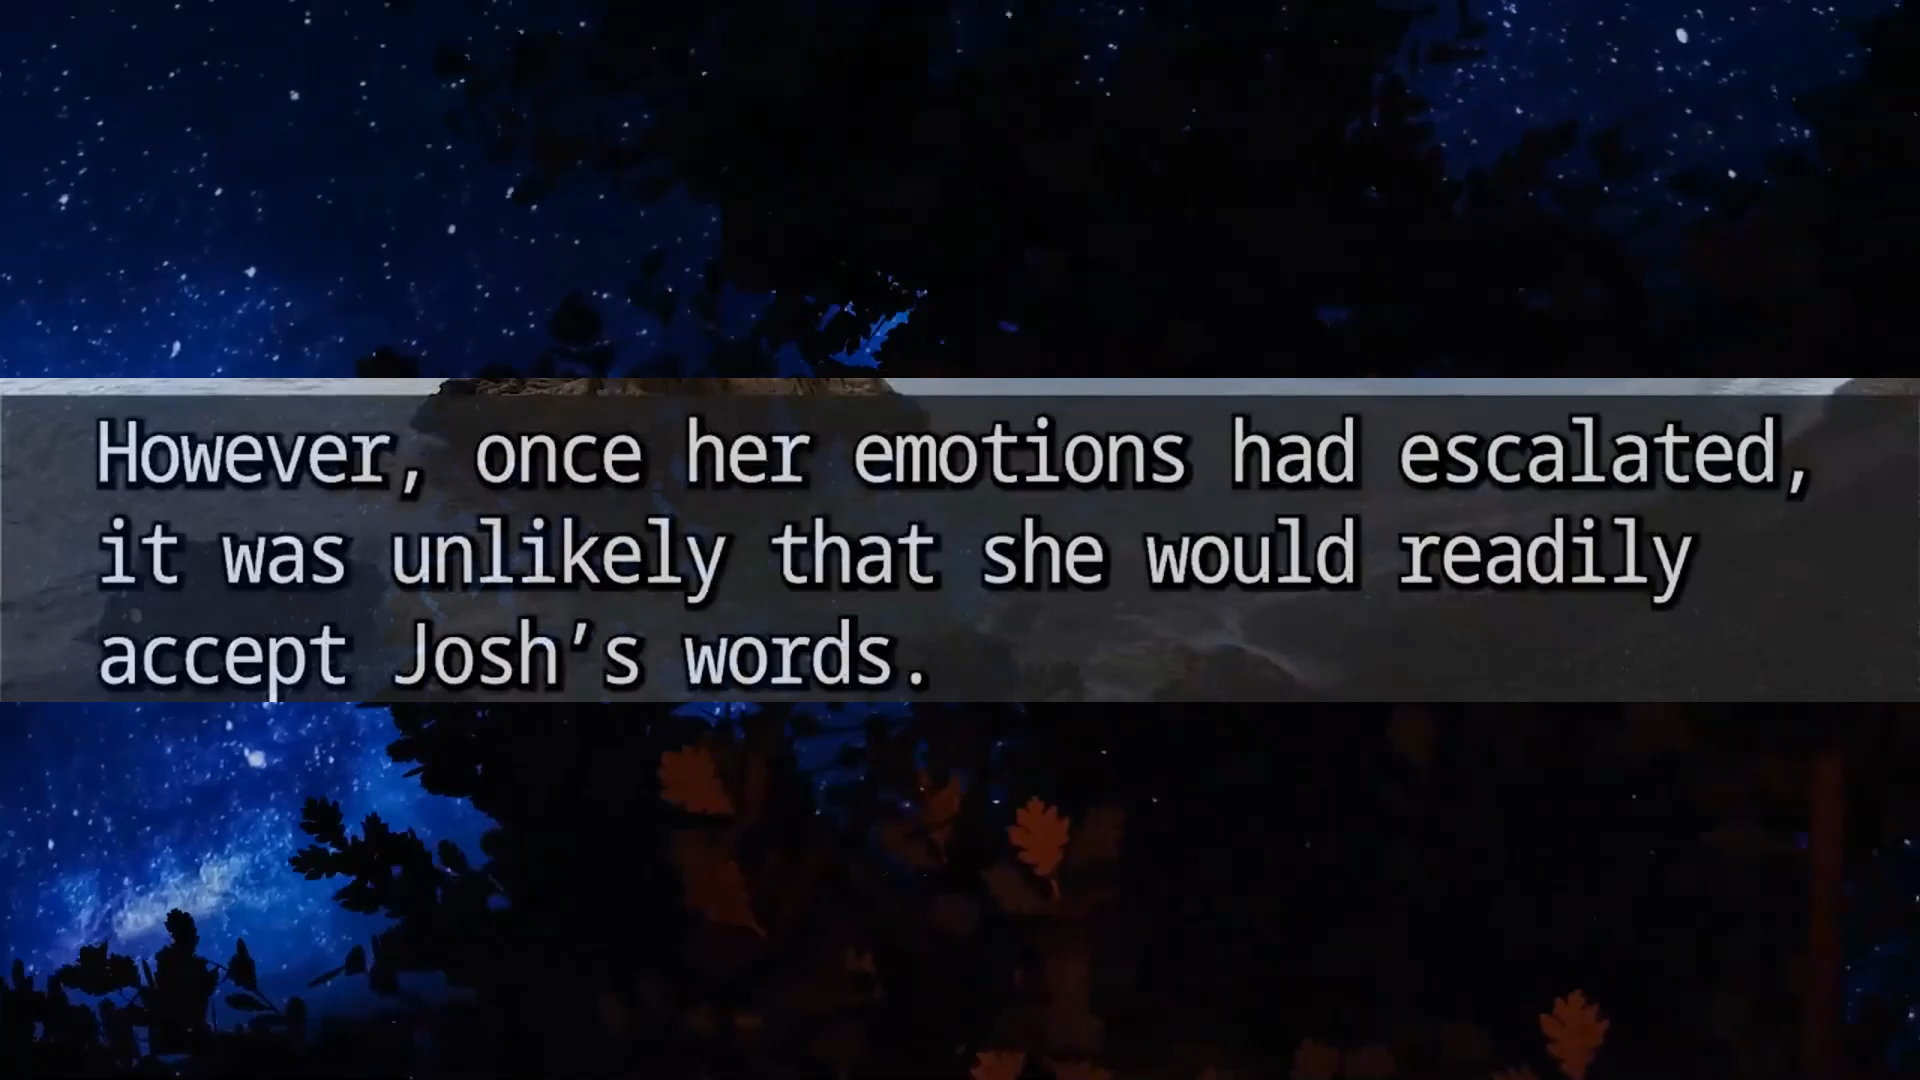 However, once her emotions had escalated,
it was unlikely that she would readily
accept Josh’s words.